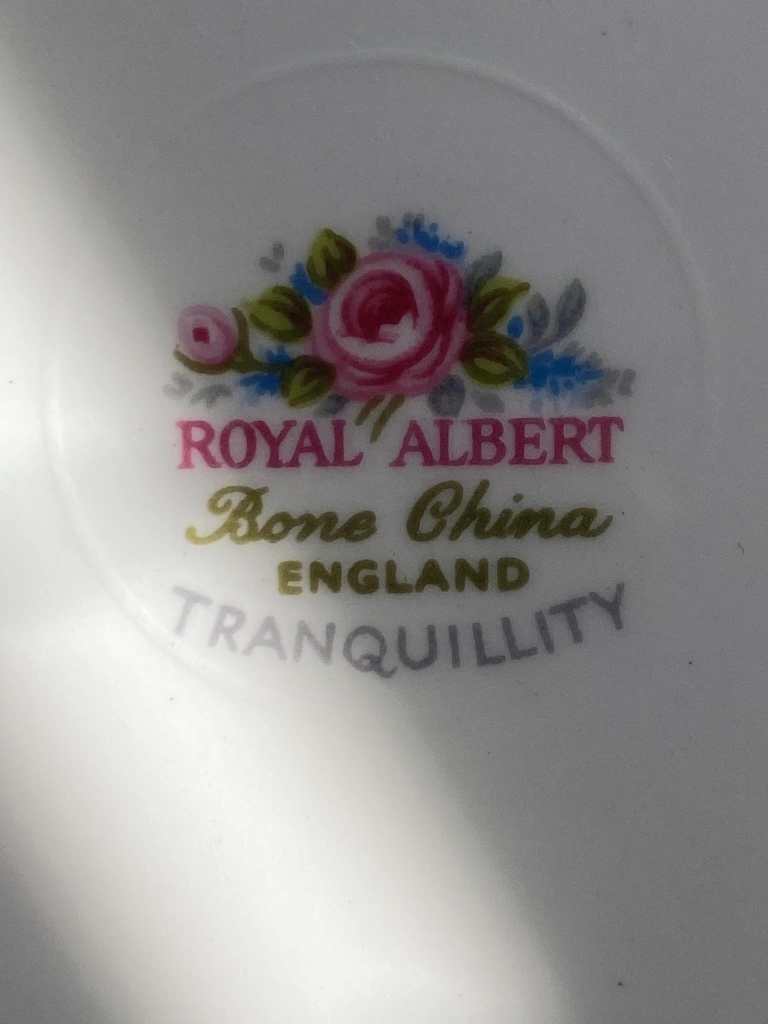 ROYAL ALBERT
Bone China
ENGLAND
TRANQUILLITY